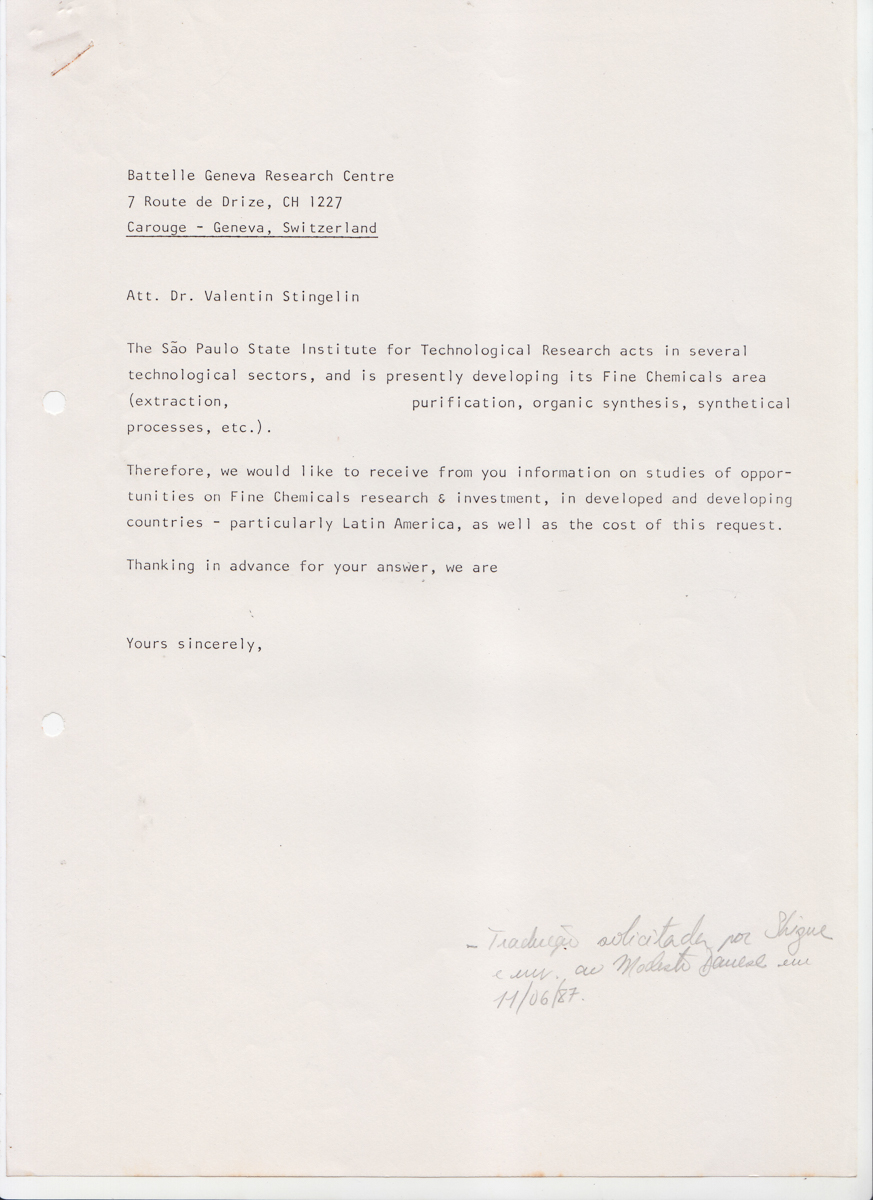 Battelle Geneva Research Centre
7 Route de Drize, CH 1227
Carouge - Geneva, Switzerland
Att. Dr. Valentin Stingelin
The São Paulo State Institute for Technological Research acts in several
technological sectors, and is presently developing its Fine Chemicals area
(extraction, purification, organic synthesis, synthetical
processes, etc.).
Therefore, we would like to receive from you information on studies of oppor-
tunities on Fine Chemicals research & investment, in developed and developing
countries - particularly Latin America, as well as the cost of this request.
Thanking in advance for your answer, we are
Yours sincerely,
- Tradução solicitada por Shigue
e env. ao Modesto Danese em
11/06/87.